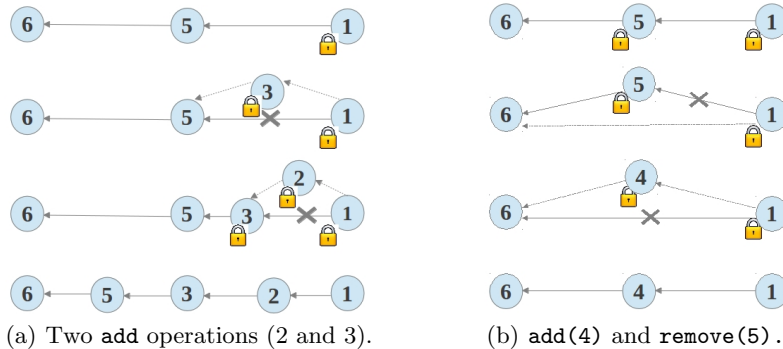 6 5 1
3
6 5 1
2
6 5 3 1
6 5 3 2 1
(a) Two add operations (2 and 3).
6 5 1
5
6 1
4
6 1
6 4 1
(b) add(4) and remove(5).